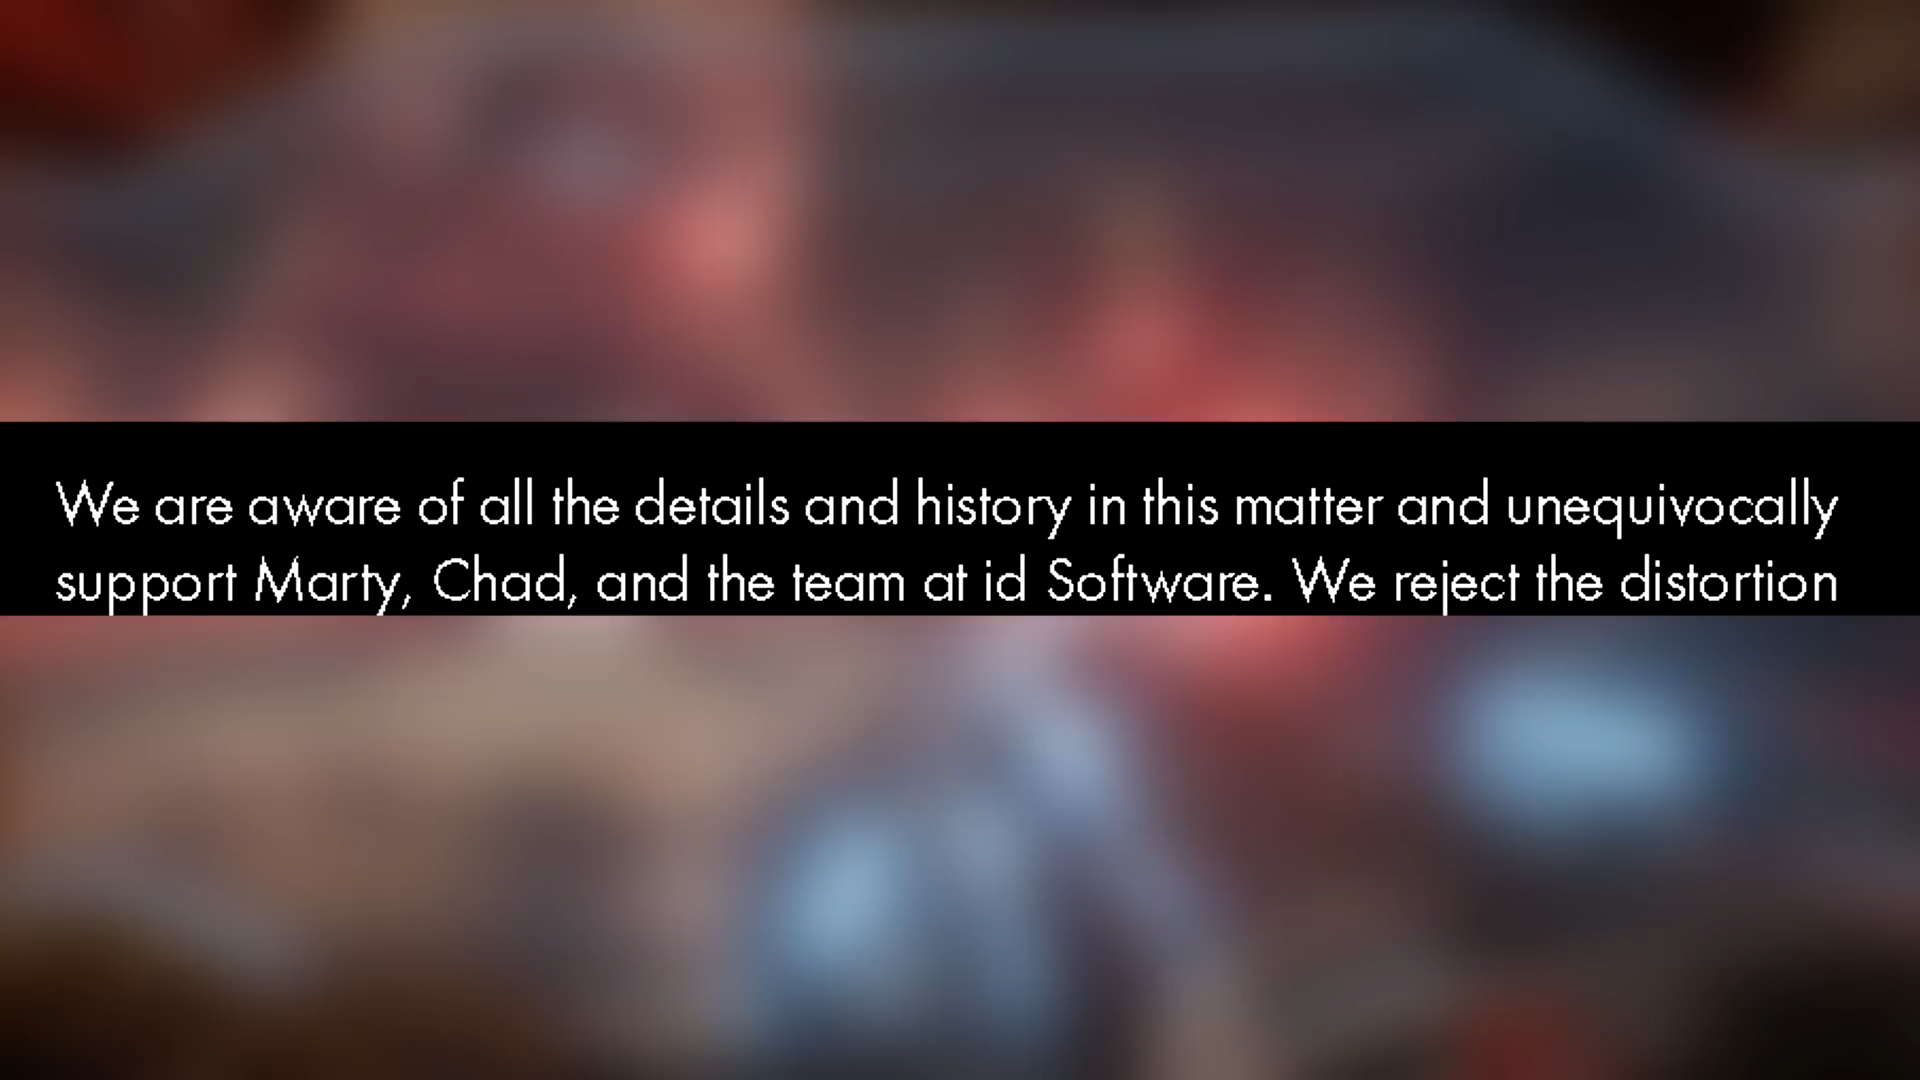 We are aware of all the details and history in this matter and unequivocally
support Marty, Chad, and the team at id Software. We reject the distortion